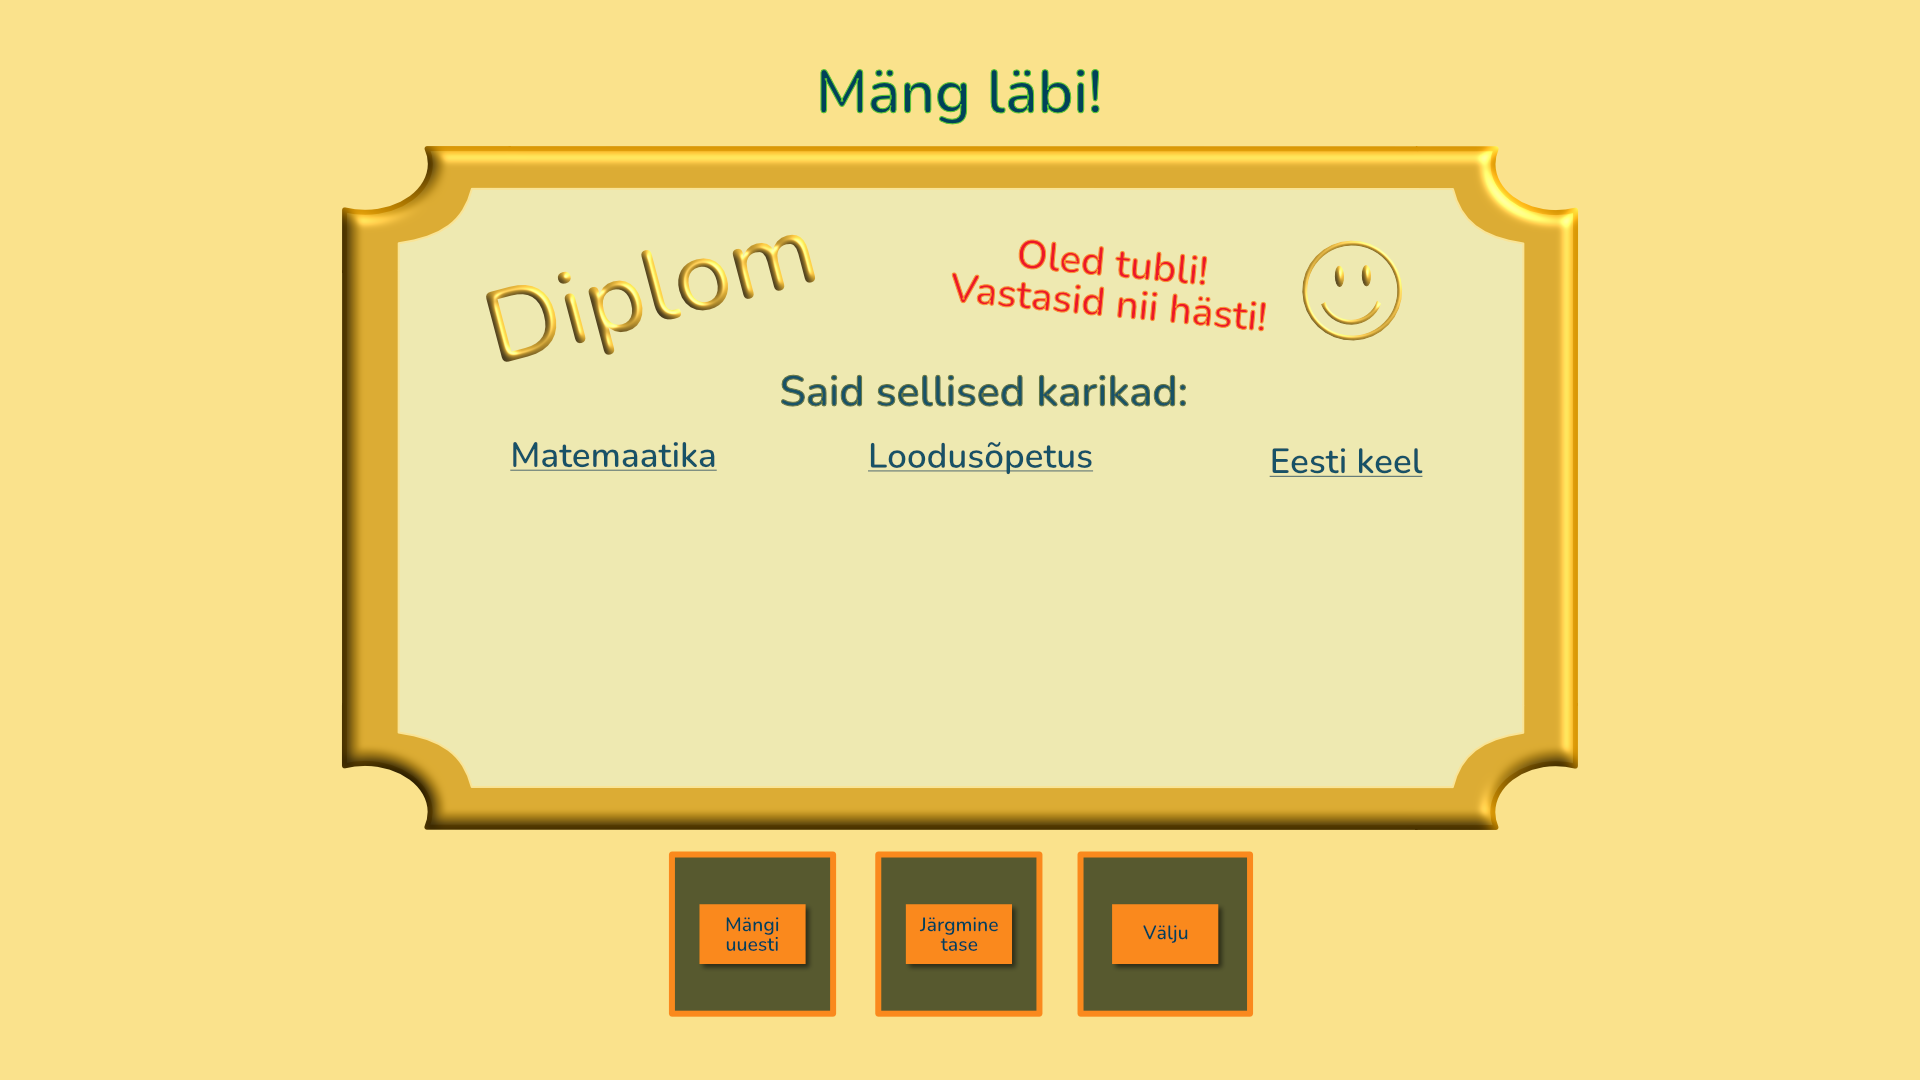 Mäng läbi!
Diplom
Oled tubli!
Vastasid nii hästi!
Said sellised karikad:
Matemaatika
Loodusõpetus
Eesti keel
Mängi
uuesti
Järgmine
tase
Välju